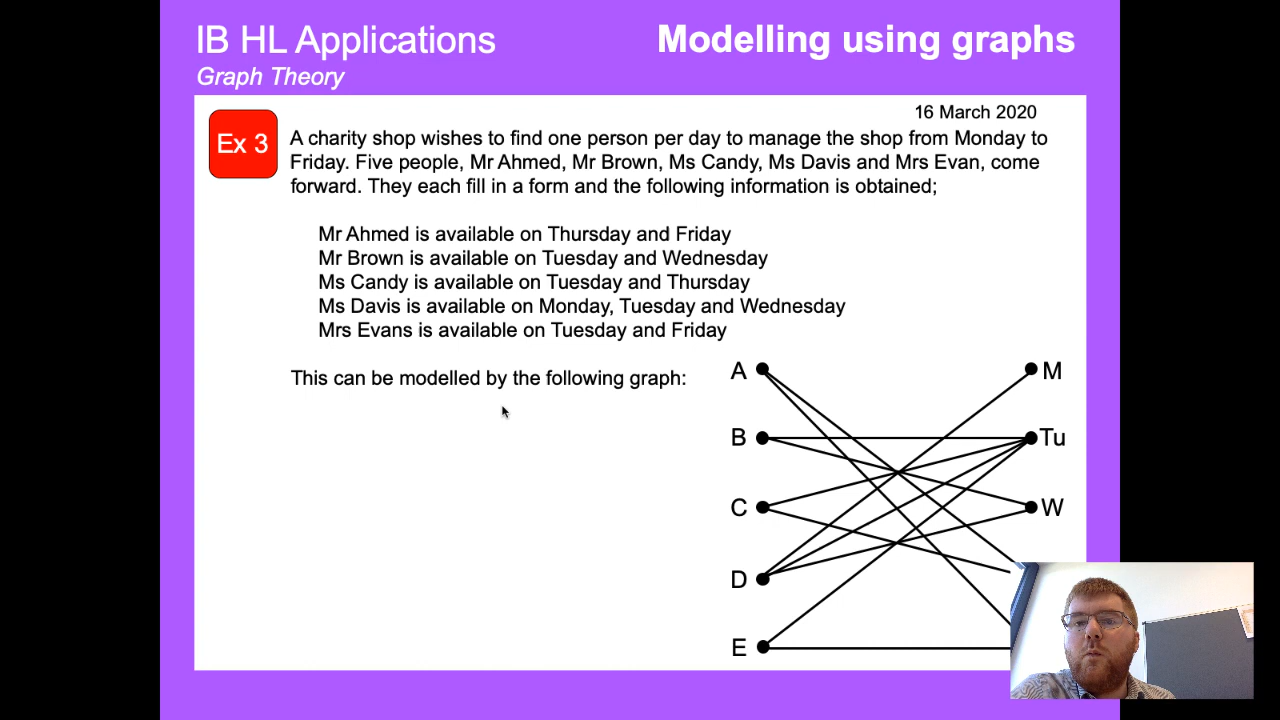 IB HL Applications
Modelling using graphs
Graph Theory
16 March 2020
Ex 3
A charity shop wishes to find one person per day to manage the shop from Monday to
Friday. Five people, Mr Ahmed, Mr Brown, Ms Candy, Ms Davis and Mrs Evan, come
forward. They each fill in a form and the following information is obtained;
Mr Ahmed is available on Thursday and Friday
Mr Brown is available on Tuesday and Wednesday
Ms Candy is available on Tuesday and Thursday
Ms Davis is available on Monday, Tuesday and Wednesday
Mrs Evans is available on Tuesday and Friday
This can be modelled by the following graph:
A
M
B
Tu
C
W
D
E